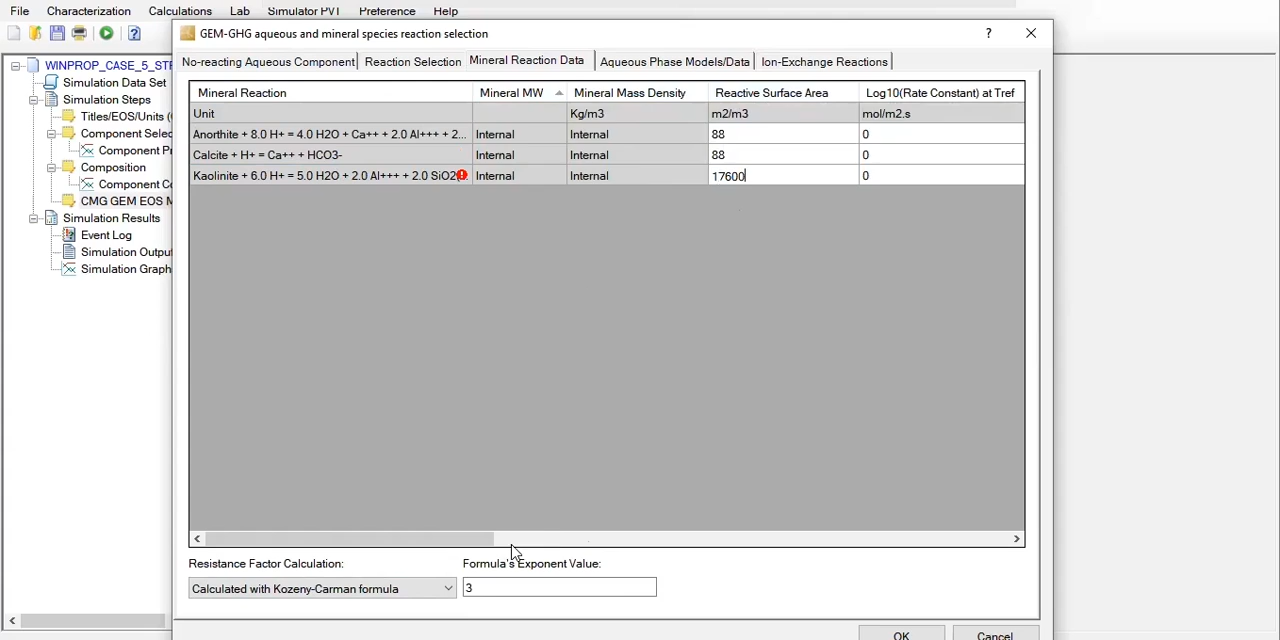 File Characterization Calculations Lab Simulator PVT Preference Help
GEM-GHG aqueous and mineral species reaction selection
WINPROP_CASE_5_STE
Simulation Data Set
Simulation Steps
Titles/EOS/Units (
Component Selec
Component Pr
Composition
Component Co
CMG GEM EOS M
Simulation Results
Event Log
Simulation Output
Simulation Graph
No-reacting Aqueous Component Reaction Selection Mineral Reaction Data Aqueous Phase Models/Data Ion-Exchange Reactions
Mineral Reaction Mineral MW Mineral Mass Density Reactive Surface Area Log10(Rate Constant) at Tref
Unit Kg/m3 m2/m3 mol/m2.s
Anorthite + 8.0 H+ = 4.0 H2O + Ca++ + 2.0 Al+++ + 2... Internal Internal 88 0
Calcite + H+ = Ca++ + HCO3- Internal Internal 88 0
Kaolinite + 6.0 H+ = 5.0 H2O + 2.0 Al+++ + 2.0 SiO2( Internal Internal 17600 0
Resistance Factor Calculation: Formula's Exponent Value:
Calculated with Kozeny-Carman formula 3
OK Cancel